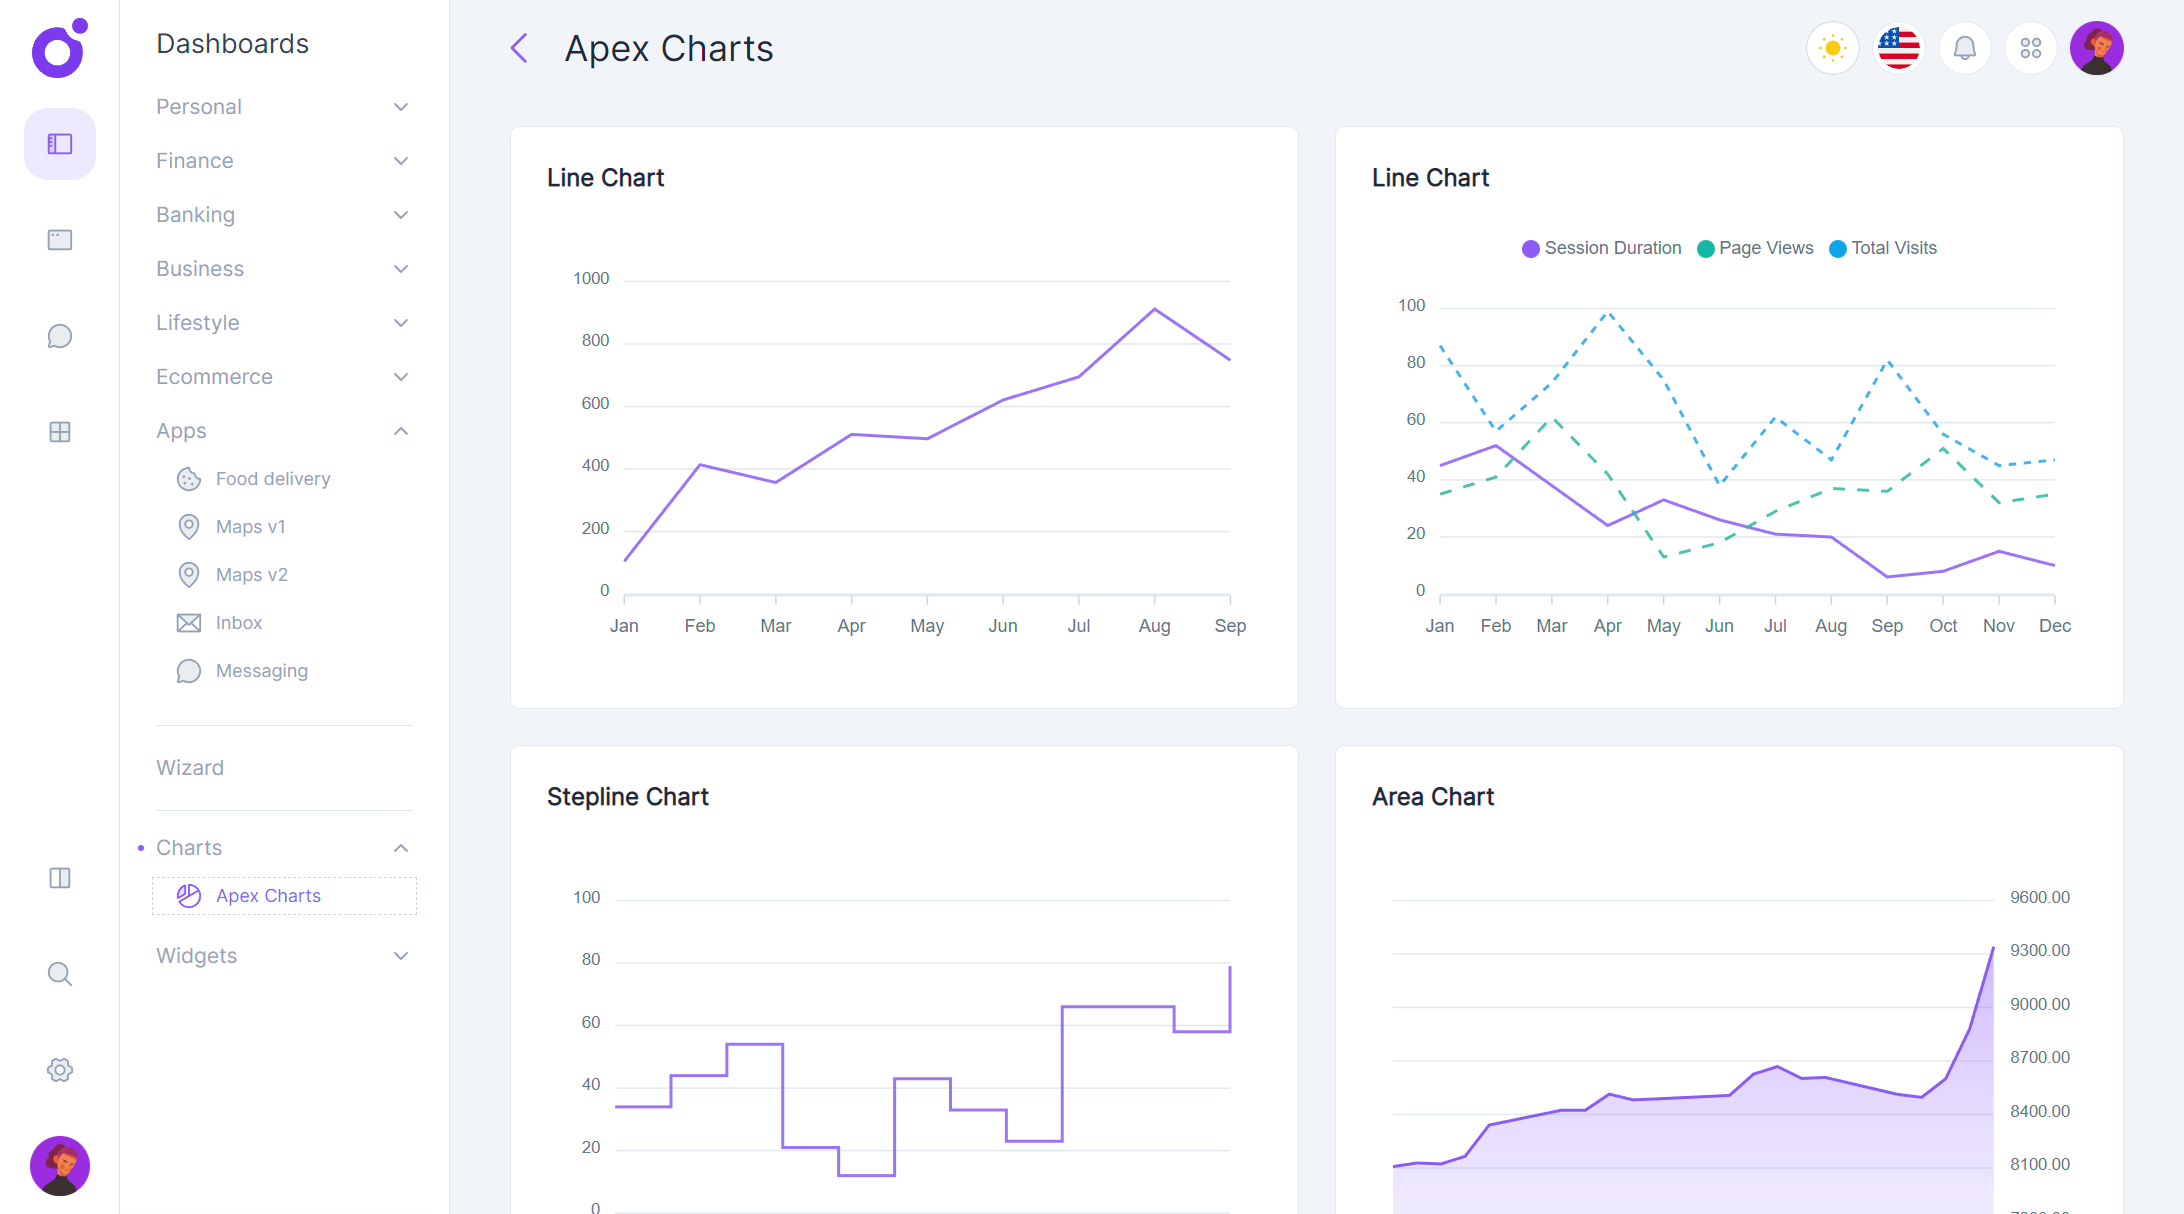 Dashboards
Personal
Finance
Banking
Business
Lifestyle
Ecommerce
Apps
Food delivery
Maps v1
Maps v2
Inbox
Messaging
Wizard
Charts
Apex Charts
Widgets
Apex Charts
Line Chart
1000
800
600
400
200
0
Jan Feb Mar Apr May Jun Jul Aug Sep
Line Chart
Session Duration Page Views Total Visits
100
80
60
40
20
0
Jan Feb Mar Apr May Jun Jul Aug Sep Oct Nov Dec
Stepline Chart
100
80
60
40
20
0
Area Chart
9600.00
9300.00
9000.00
8700.00
8400.00
8100.00